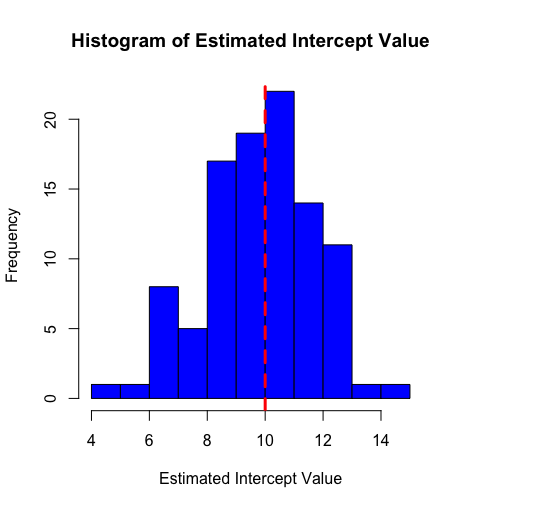 Histogram of Estimated Intercept Value
20
15
10
5
0
Frequency
4 6 8 10 12 14
Estimated Intercept Value